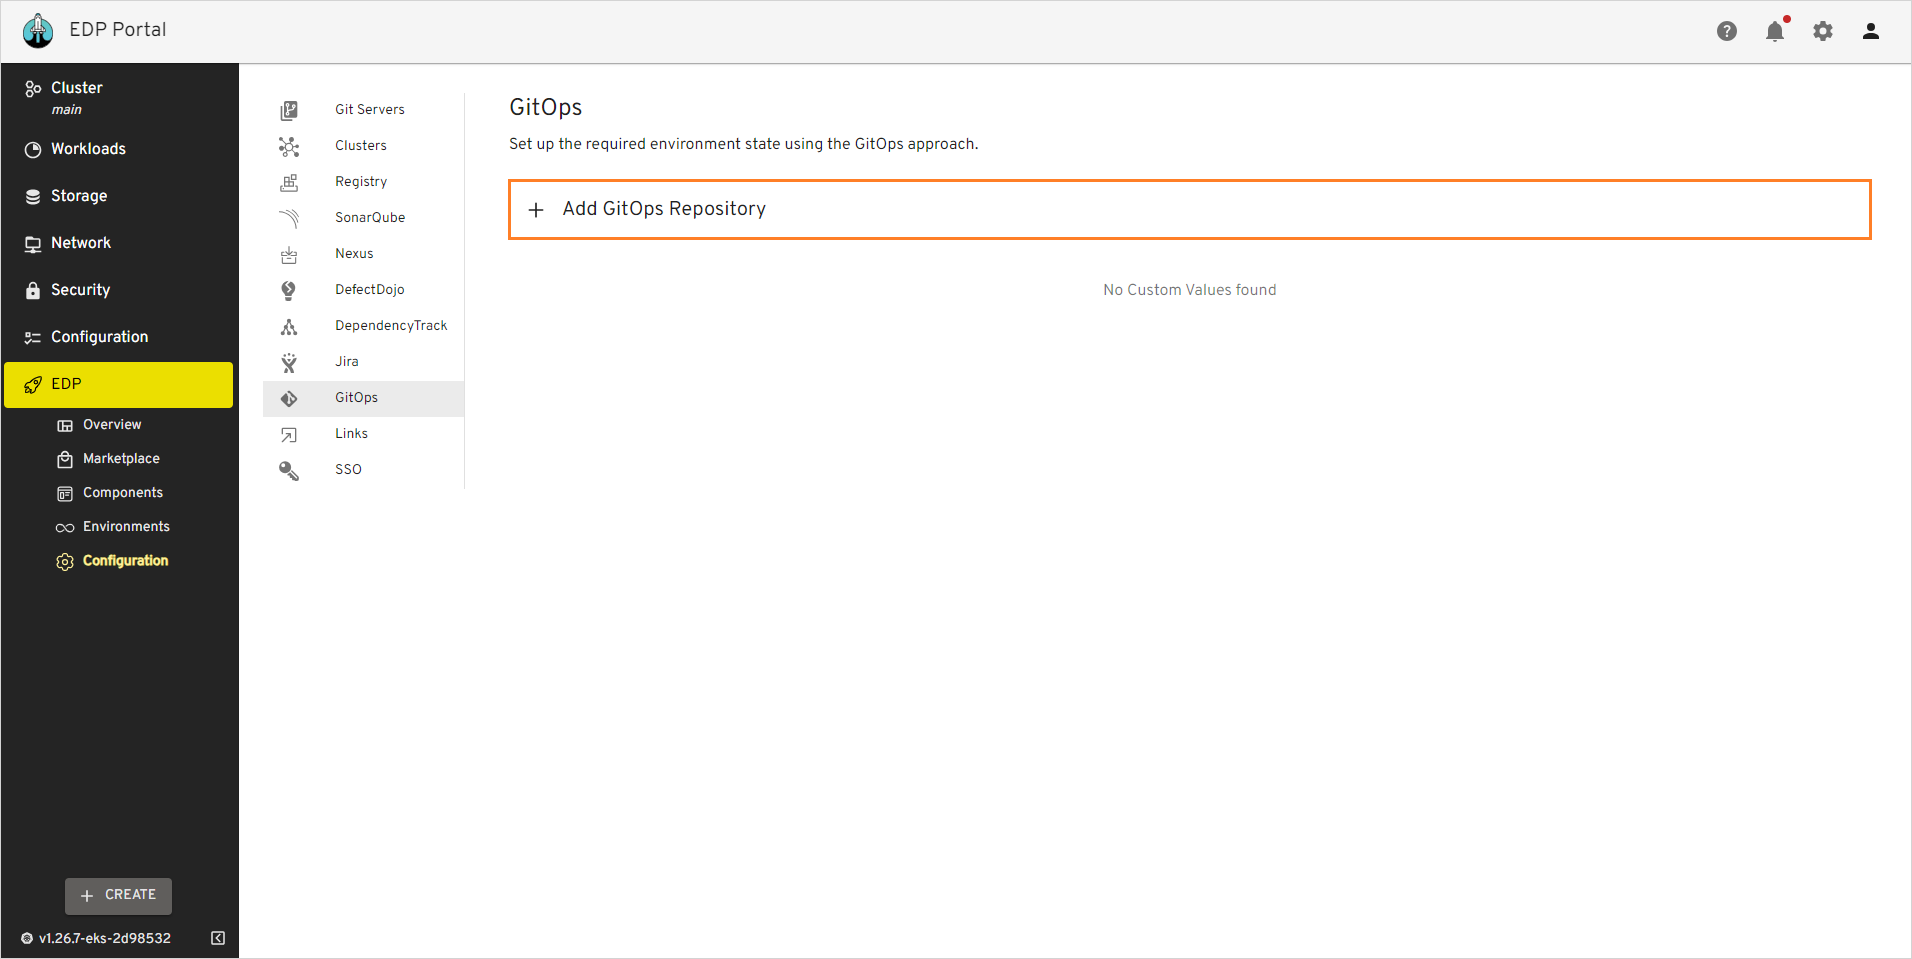 EDP Portal
Cluster
main
Workloads
Storage
Network
Security
Configuration
EDP
Overview
Marketplace
Components
Environments
Configuration
CREATE
v1.26.7-eks-2d98532
Git Servers
Clusters
Registry
SonarQube
Nexus
DefectDojo
DependencyTrack
Jira
GitOps
Links
SSO
GitOps
Set up the required environment state using the GitOps approach.
Add GitOps Repository
No Custom Values found